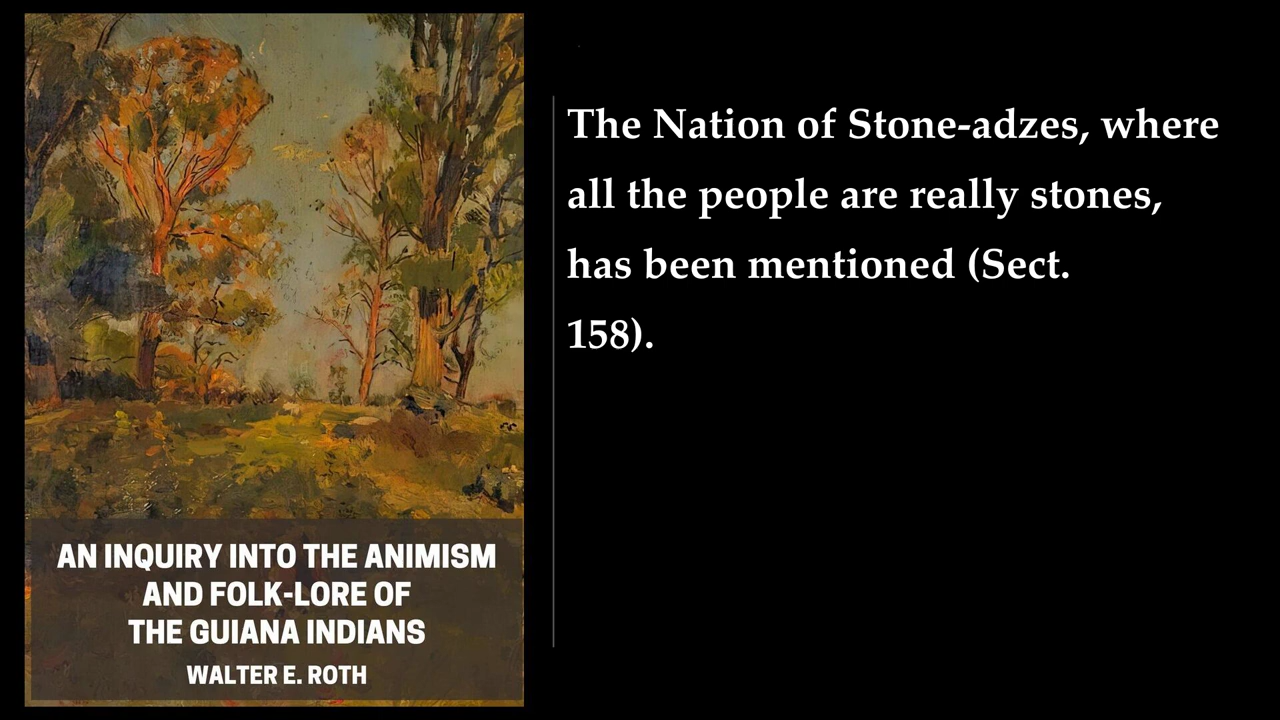 The Nation of Stone-adzes, where
all the people are really stones,
has been mentioned (Sect.
158).
AN INQUIRY INTO THE ANIMISM
AND FOLK-LORE OF
THE GUIANA INDIANS
WALTER E. ROTH